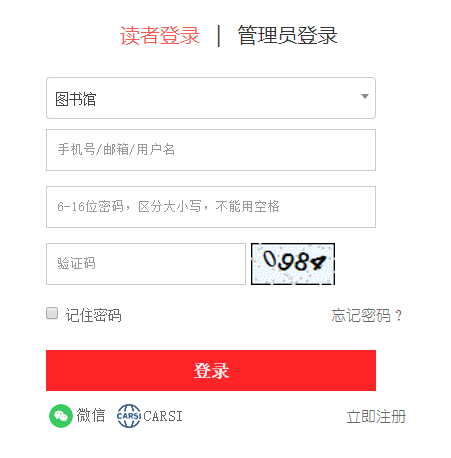 读者登录 | 管理员登录
图书馆
手机号/邮箱/用户名
6-16位密码，区分大小写，不能用空格
验证码 0984
记住密码 忘记密码？
登录
微信 CARSI CARSI 立即注册